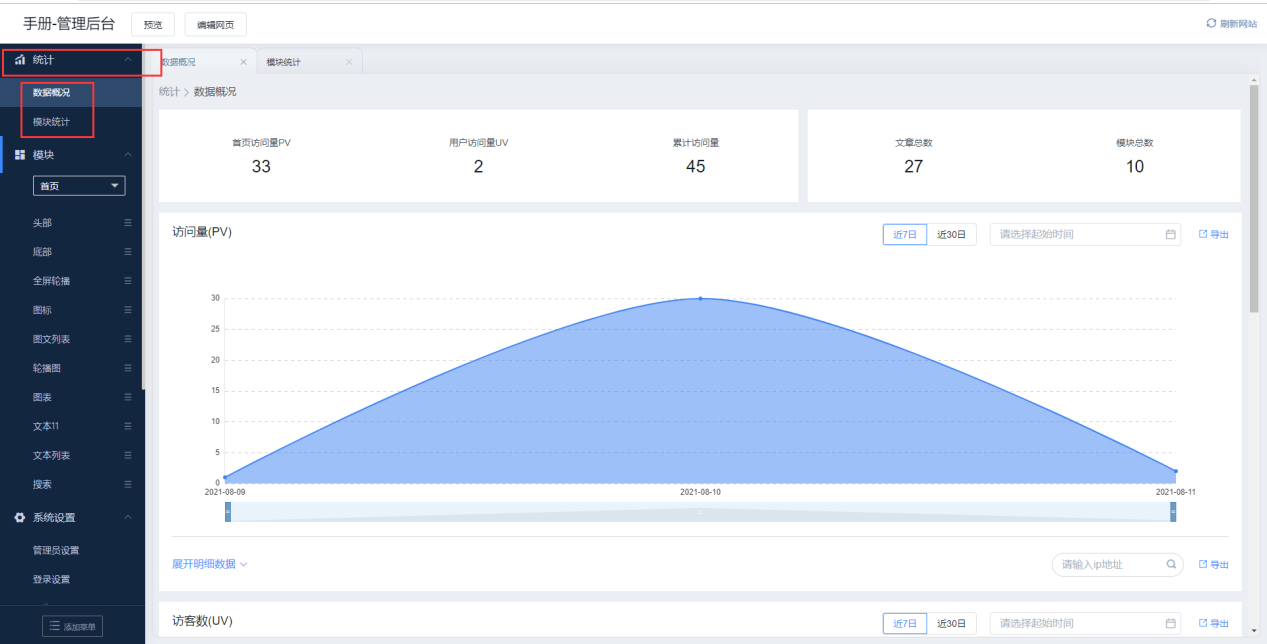 手册-管理后台 预览 编辑网页 刷新网站
统计
数据概况
模块统计
模块
首页
头部
底部
全屏轮播
图标
图文列表
轮播图
图表
文本11
文本列表
搜索
系统设置
管理员设置
登录设置
添加菜单
数据概况 × 模块统计 ×
统计 > 数据概况
首页访问量PV 用户访问量UV 累计访问量 文章总数 模块总数
33 2 45 27 10
访问量(PV) 近7日 近30日 请选择起始时间 导出
30
25
20
15
10
5
0
2021-08-09 2021-08-10 2021-08-11
展开明细数据 请输入ip地址 导出
访客数(UV) 近7日 近30日 请选择起始时间 导出